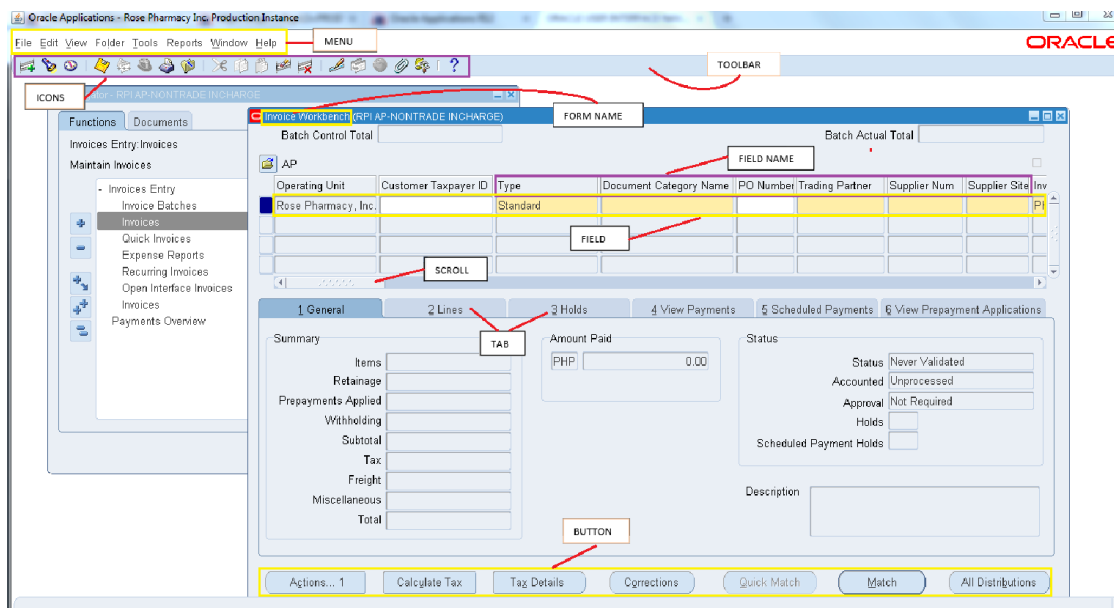 Oracle Applications - Rose Pharmacy Inc. Production Instance
File Edit View Folder Tools Reports Window Help
MENU
ORACLE
TOOLBAR
ICONS
- RPI AP-NONTRADE INCHARGE
Functions
Documents
Invoices Entry:Invoices
Maintain Invoices
- Invoices Entry
Invoice Batches
Invoices
Quick Invoices
Expense Reports
Recurring Invoices
Open Interface Invoices
Invoices
Payments Overview
Invoice Workbench (RPI AP-NONTRADE INCHARGE)
FORM NAME
Batch Control Total
Batch Actual Total
FIELD NAME
AP
Operating Unit Customer Taxpayer ID Type Document Category Name PO Number Trading Partner Supplier Num Supplier Site Inv
Rose Pharmacy, Inc. Standard
FIELD
SCROLL
1 General 2 Lines 3 Holds 4 View Payments 5 Scheduled Payments 6 View Prepayment Applications
TAB
Summary
Items
Retainage
Prepayments Applied
Withholding
Subtotal
Tax
Freight
Miscellaneous
Total
Amount Paid
PHP 0.00
Status
Status Never Validated
Accounted Unprocessed
Approval Not Required
Holds
Scheduled Payment Holds
Description
BUTTON
Actions... 1 Calculate Tax Tax Details Corrections Quick Match Match All Distributions